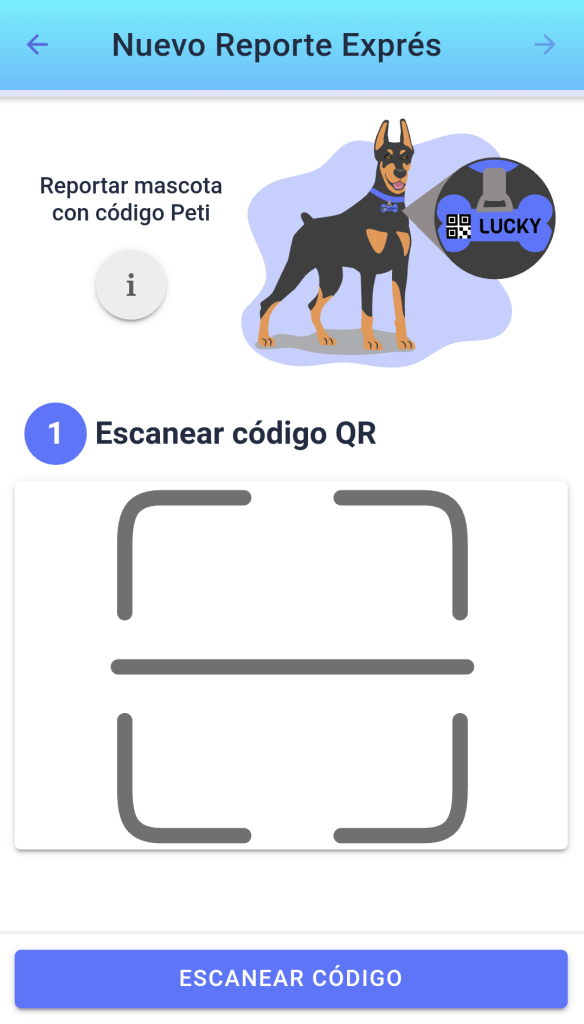 Nuevo Reporte Exprés
Reportar mascota
con código Peti
i
LUCKY
1 Escanear código QR
ESCANEAR CÓDIGO